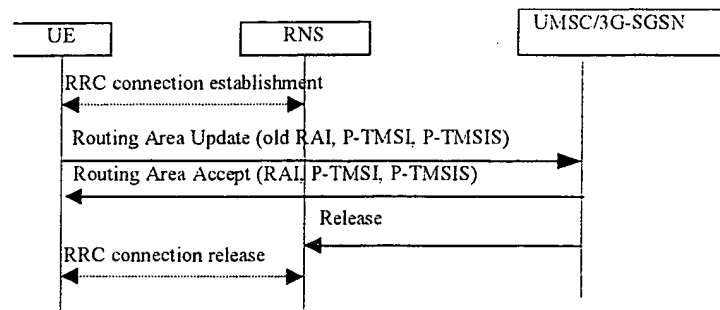 UE
RNS
UMSC/3G-SGSN
RRC connection establishment
Routing Area Update (old RAI, P-TMSI, P-TMSIS)
Routing Area Accept (RAI, P-TMSI, P-TMSIS)
Release
RRC connection release